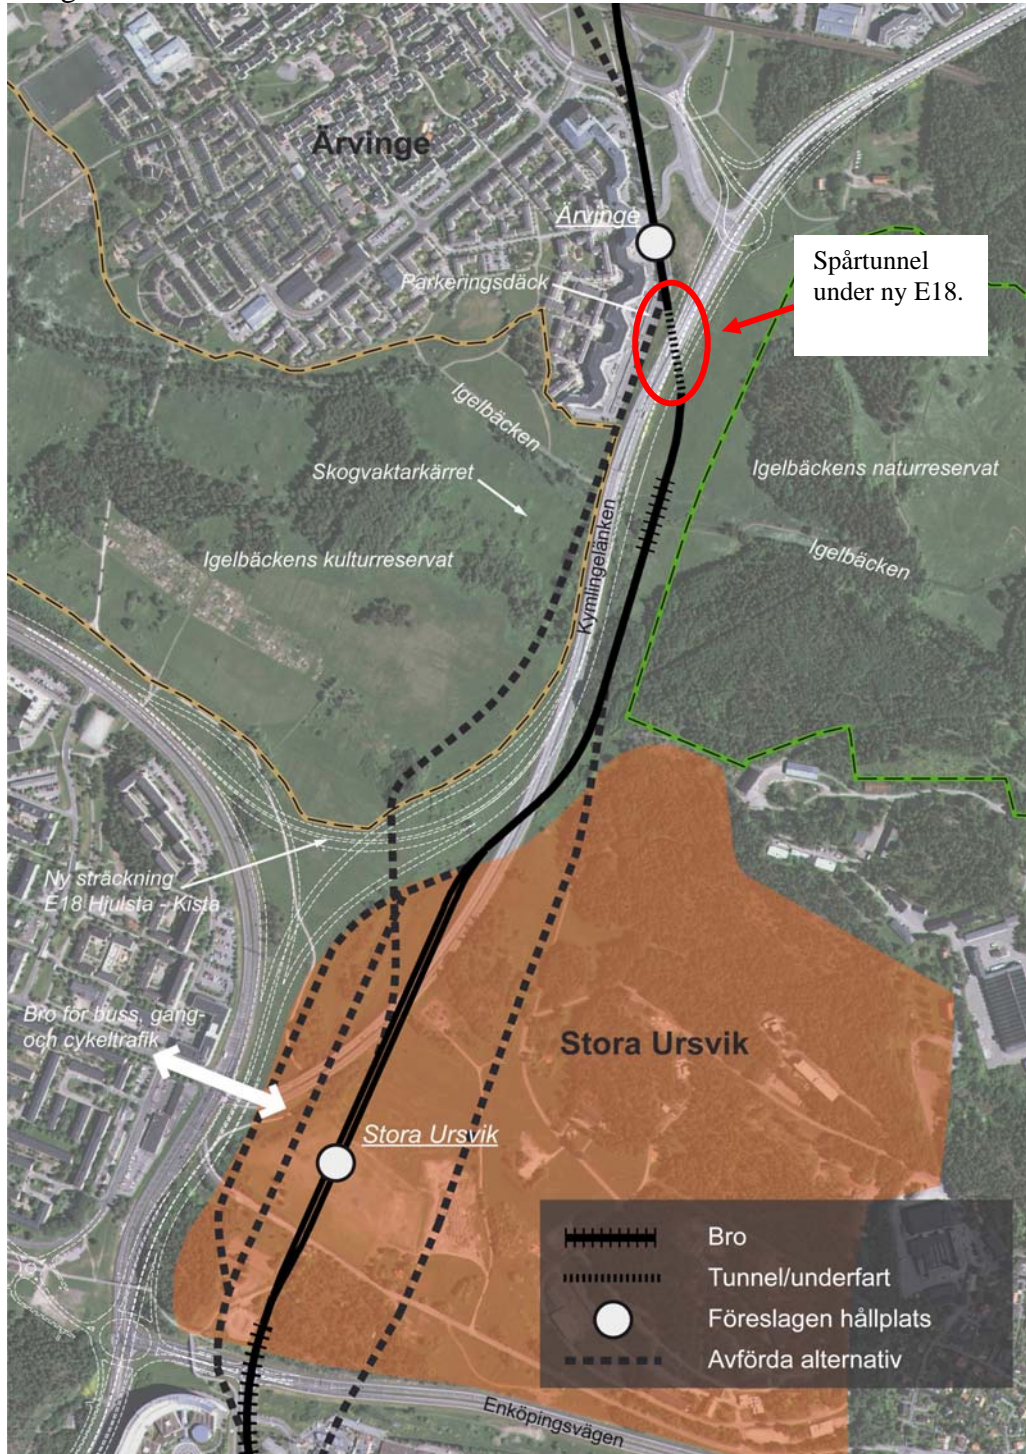 Ärvinge
Ärvinge
Parkeringsdäck
Spårtunnel
under ny E18.
Igelbäcken
Skogvaktarkärret
Igelbäckens naturreservat
Igelbäckens kulturreservat
Igelbäcken
Kymlingelänken
Ny sträckning
E18 Hjulsta - Kista
Bro för buss, gång-
och cykeltrafik
Stora Ursvik
Stora Ursvik
Bro
Tunnel/underfart
Föreslagen hållplats
Avförda alternativ
Enköpingsvägen